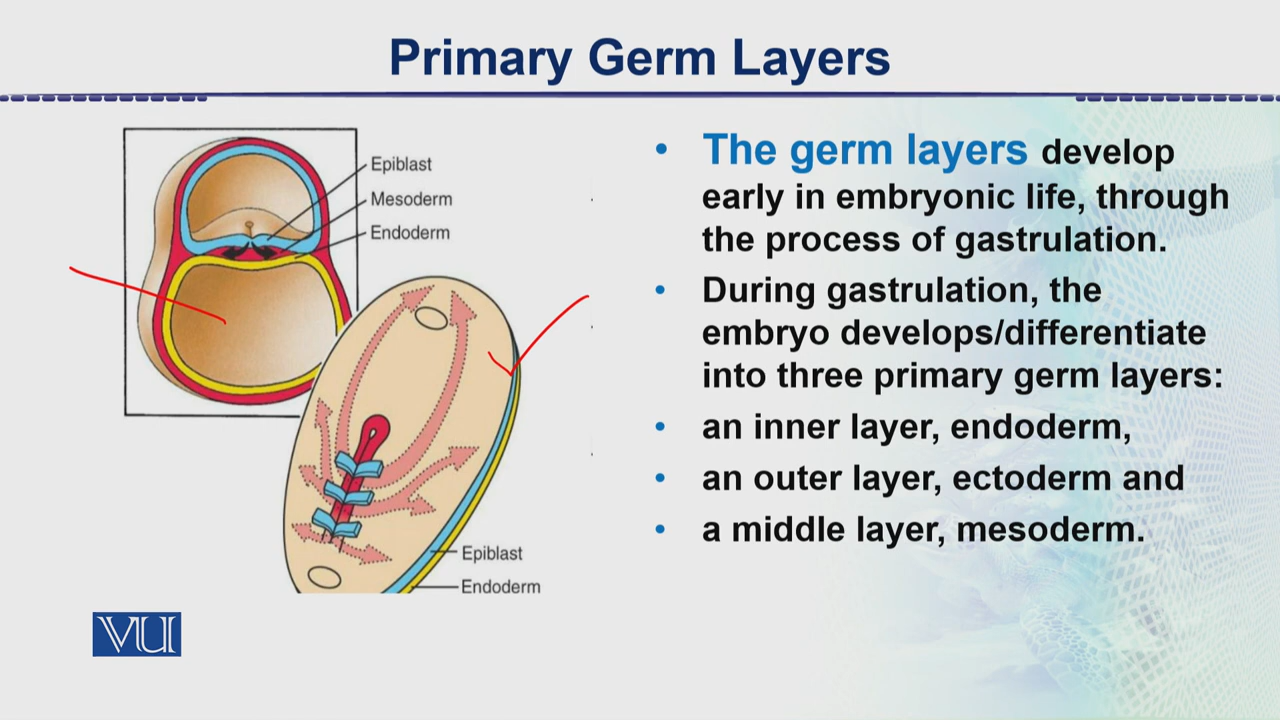 Primary Germ Layers
Epiblast
Mesoderm
Endoderm
Epiblast
Endoderm
VU
• The germ layers develop
early in embryonic life, through
the process of gastrulation.
• During gastrulation, the
embryo develops/differentiate
into three primary germ layers:
• an inner layer, endoderm,
• an outer layer, ectoderm and
• a middle layer, mesoderm.